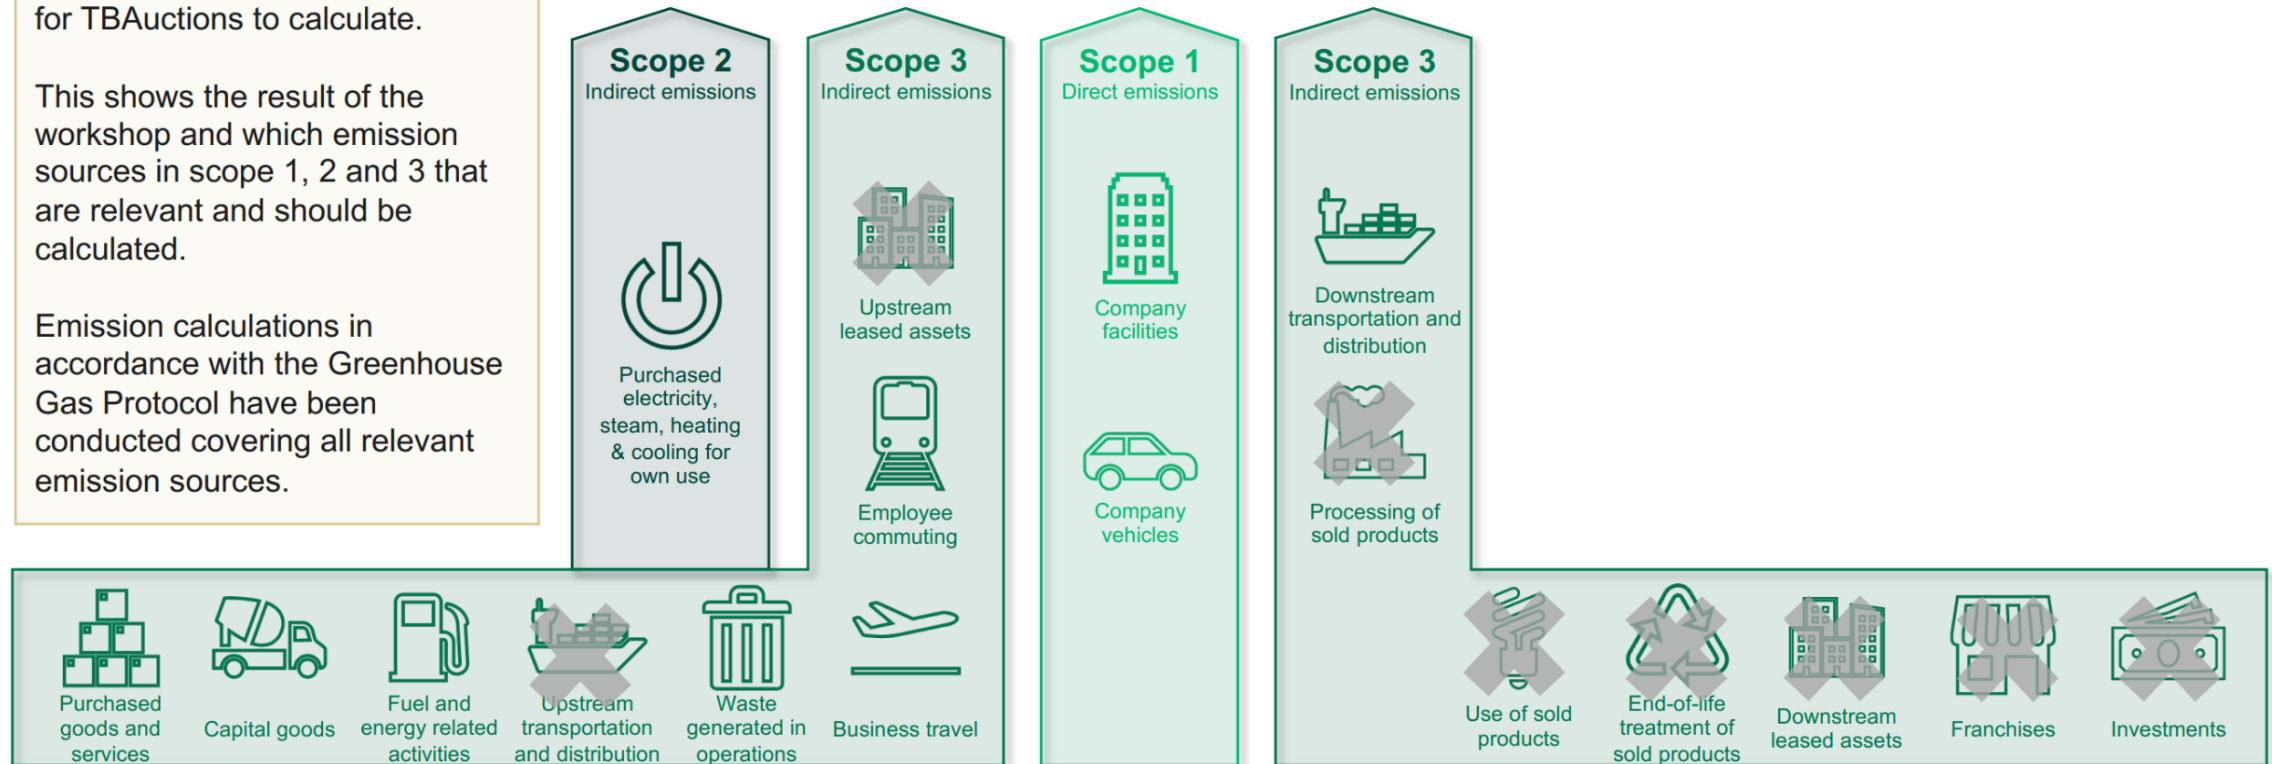 for TBAuctions to calculate.
This shows the result of the
workshop and which emission
sources in scope 1, 2 and 3 that
are relevant and should be
calculated.
Emission calculations in
accordance with the Greenhouse
Gas Protocol have been
conducted covering all relevant
emission sources.
Scope 2
Indirect emissions
Purchased
electricity,
steam, heating
& cooling for
own use
Scope 3
Indirect emissions
Upstream
leased assets
Employee
commuting
Scope 1
Direct emissions
Company
facilities
Company
vehicles
Scope 3
Indirect emissions
Downstream
transportation and
distribution
Processing of
sold products
Purchased
goods and
services
Capital goods
Fuel and
energy related
activities
Upstream
transportation
and distribution
Waste
generated in
operations
Business travel
Use of sold
products
End-of-life
treatment of
sold products
Downstream
leased assets
Franchises
Investments